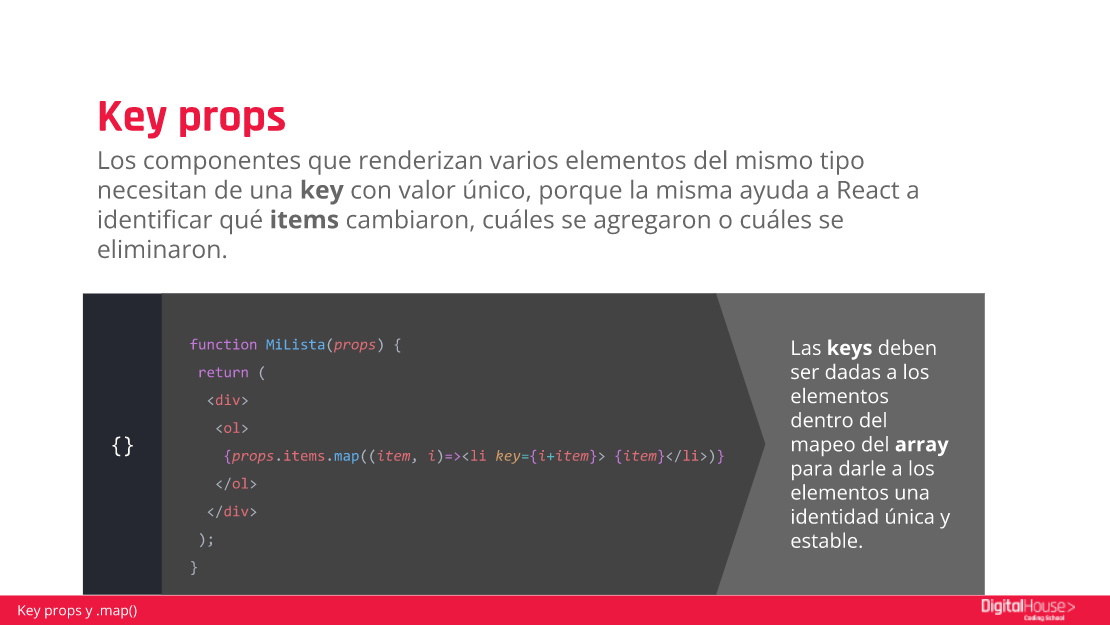 Key props
Los componentes que renderizan varios elementos del mismo tipo
necesitan de una key con valor único, porque la misma ayuda a React a
identificar qué items cambiaron, cuáles se agregaron o cuáles se
eliminaron.
{}
function MiLista(props) {
return (
<div>
<ol>
{props.items.map((item, i)=><li key={i+item}> {item}</li>)}
</ol>
</div>
);
}
Las keys deben
ser dadas a los
elementos
dentro del
mapeo del array
para darle a los
elementos una
identidad única y
estable.
Key props y .map()
DigitalHouse>
Coding School